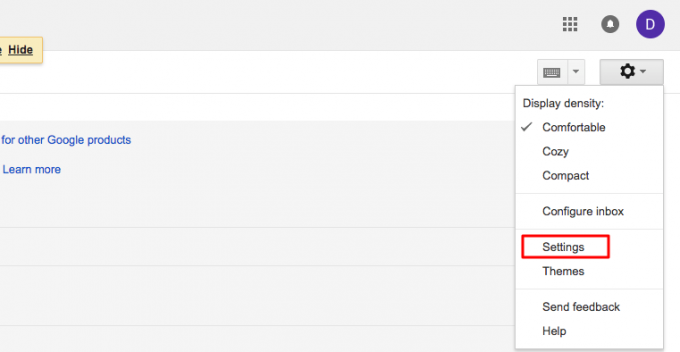 D
Hide
Display density:
Comfortable
for other Google products
Cozy
Learn more
Compact
Configure inbox
Settings
Themes
Send feedback
Help